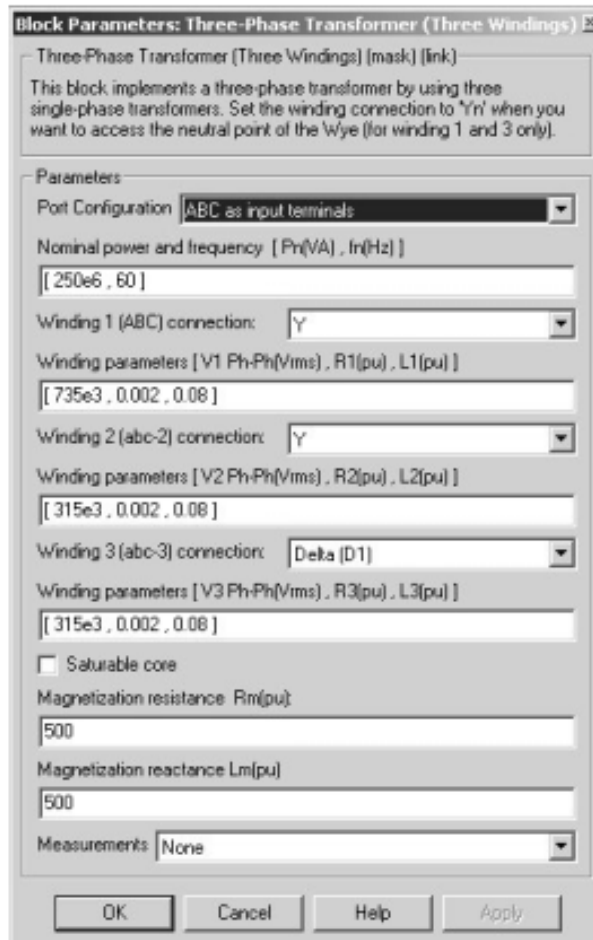 Block Parameters: Three-Phase Transformer (Three Windings)
Three-Phase Transformer (Three Windings) (mask) (link)
This block implements a three-phase transformer by using three
single-phase transformers. Set the winding connection to 'Yn' when you
want to access the neutral point of the Wye (for winding 1 and 3 only).
Parameters
Port Configuration ABC as input terminals
Nominal power and frequency [ Pn(VA) , fn(Hz) ]
[ 250e6 , 60 ]
Winding 1 (ABC) connection: Y
Winding parameters [ V1 Ph-Ph(Vrms) , R1(pu) , L1(pu) ]
[ 735e3 , 0.002 , 0.08 ]
Winding 2 (abc-2) connection: Y
Winding parameters [ V2 Ph-Ph(Vrms) , R2(pu) , L2(pu) ]
[ 315e3 , 0.002 , 0.08 ]
Winding 3 (abc-3) connection: Delta (D1)
Winding parameters [ V3 Ph-Ph(Vrms) , R3(pu) , L3(pu) ]
[ 315e3 , 0.002 , 0.08 ]
Saturable core
Magnetization resistance Rm(pu):
500
Magnetization reactance Lm(pu)
500
Measurements None
OK Cancel Help Apply